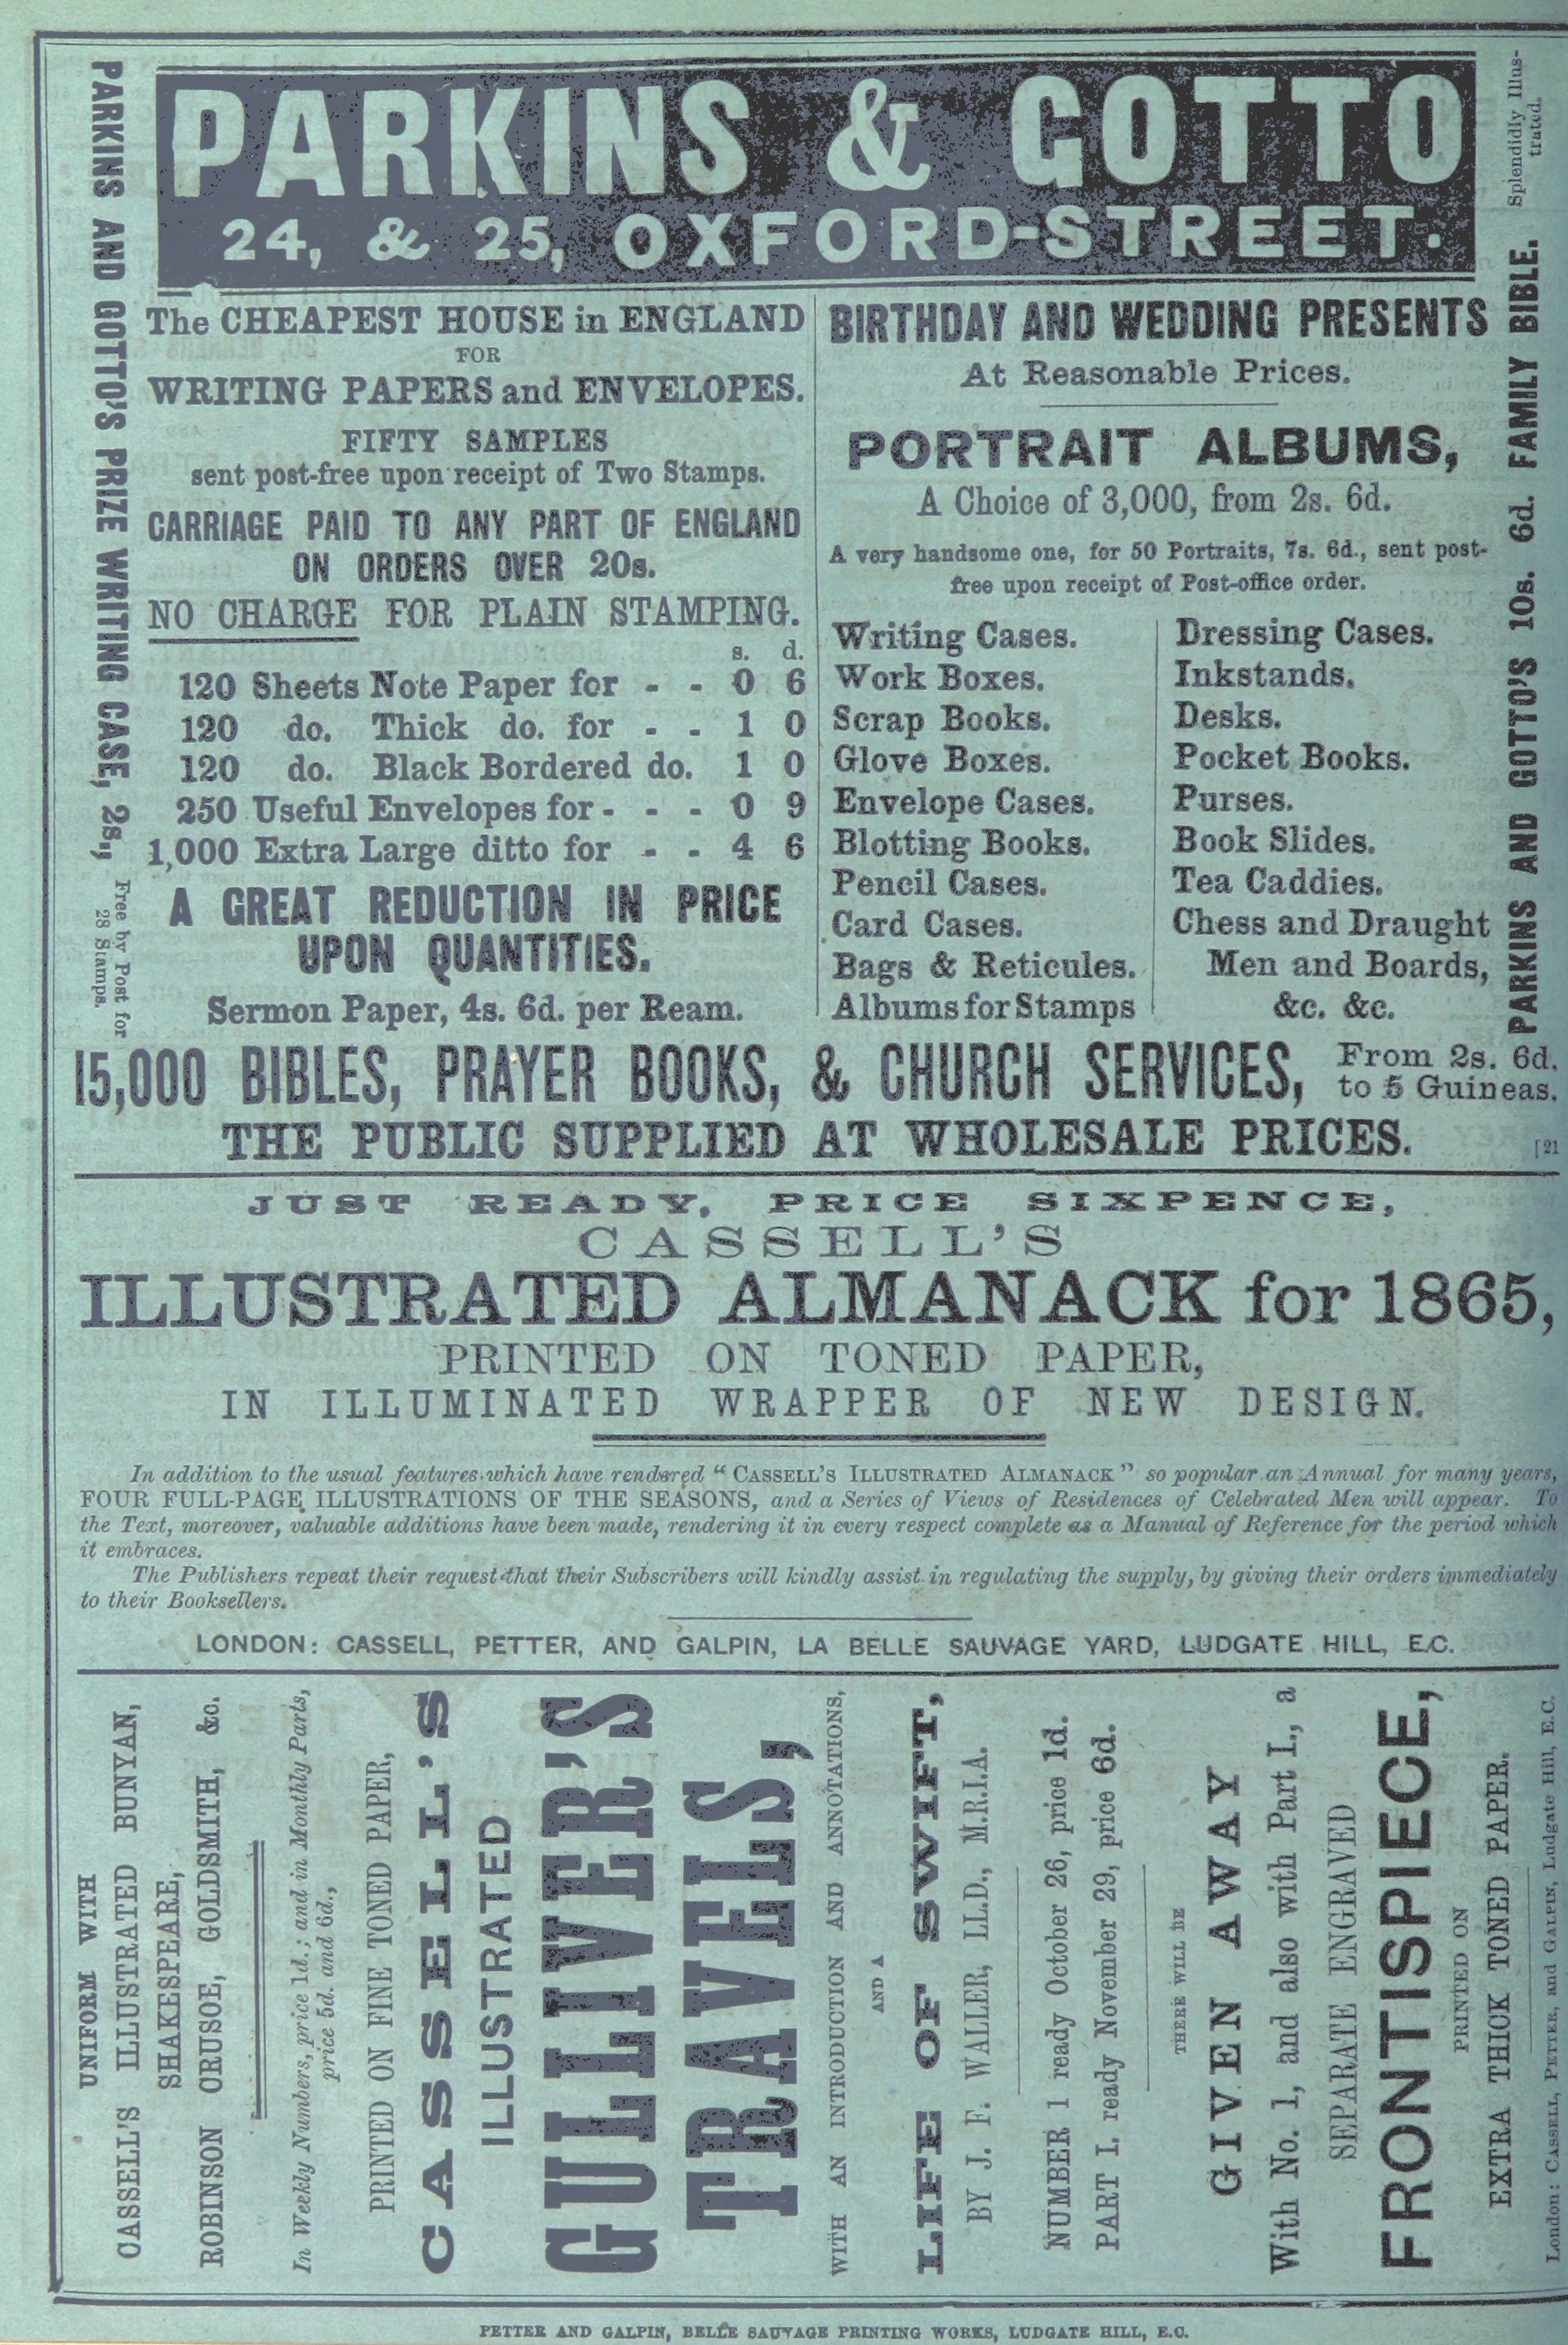 PARKINS & GOTTO
24, & 25, OXFORD-STREET.
PARKINS AND GOTTO'S PRIZE WRITING CASE, 2s.,
Free by Post for
28 Stamps.
The CHEAPEST HOUSE in ENGLAND
FOR
WRITING PAPERS and ENVELOPES.
FIFTY SAMPLES
sent post-free upon receipt of Two Stamps.
CARRIAGE PAID TO ANY PART OF ENGLAND
ON ORDERS OVER 20s.
NO CHARGE FOR PLAIN STAMPING.
s. d.
120 Sheets Note Paper for - - 0 6
120 do. Thick do. for - - 1 0
120 do. Black Bordered do. 1 0
250 Useful Envelopes for - - - 0 9
1,000 Extra Large ditto for - - 4 6
A GREAT REDUCTION IN PRICE
UPON QUANTITIES.
Sermon Paper, 4s. 6d. per Ream.
BIRTHDAY AND WEDDING PRESENTS
At Reasonable Prices.
PORTRAIT ALBUMS,
A Choice of 3,000, from 2s. 6d.
A very handsome one, for 50 Portraits, 7s. 6d., sent post-
free upon receipt of Post-office order.
Writing Cases.
Work Boxes.
Scrap Books.
Glove Boxes.
Envelope Cases.
Blotting Books.
Pencil Cases.
Card Cases.
Bags & Reticules.
Albums for Stamps
Dressing Cases.
Inkstands.
Desks.
Pocket Books.
Purses.
Book Slides.
Tea Caddies.
Chess and Draught
Men and Boards,
&c. &c.
PARKINS AND GOTTO'S 10s. 6d. FAMILY BIBLE.
Splendidly Illus-
trated.
15,000 BIBLES, PRAYER BOOKS, & CHURCH SERVICES,
From 2s. 6d.
to 5 Guineas.
THE PUBLIC SUPPLIED AT WHOLESALE PRICES.
[21
JUST READY, PRICE SIXPENCE,
CASSELL'S
ILLUSTRATED ALMANACK for 1865,
PRINTED ON TONED PAPER,
IN ILLUMINATED WRAPPER OF NEW DESIGN.
In addition to the usual features which have rendered "CASSELL'S ILLUSTRATED ALMANACK" so popular an Annual for many years,
FOUR FULL-PAGE ILLUSTRATIONS OF THE SEASONS, and a Series of Views of Residences of Celebrated Men will appear. To
the Text, moreover, valuable additions have been made, rendering it in every respect complete as a Manual of Reference for the period which
it embraces.
The Publishers repeat their request that their Subscribers will kindly assist in regulating the supply, by giving their orders immediately
to their Booksellers.
LONDON: CASSELL, PETTER, AND GALPIN, LA BELLE SAUVAGE YARD, LUDGATE HILL, E.C.
UNIFORM WITH
CASSELL'S ILLUSTRATED BUNYAN,
SHAKESPEARE,
ROBINSON CRUSOE, GOLDSMITH, &c.
In Weekly Numbers, price 1d.; and in Monthly Parts,
price 5d. and 6d.,
PRINTED ON FINE TONED PAPER,
CASSELL'S
ILLUSTRATED
GULLIVER'S
TRAVELS,
WITH AN INTRODUCTION AND ANNOTATIONS,
AND A
LIFE OF SWIFT,
BY J. F. WALLER, LL.D., M.R.I.A.
NUMBER 1 ready October 26, price 1d.
PART I. ready November 29, price 6d.
THERE WILL BE
GIVEN AWAY
With No. 1, and also with Part I., a
SEPARATE ENGRAVED
FRONTISPIECE,
PRINTED ON
EXTRA THICK TONED PAPER.
London: CASSELL, PETTER, and GALPIN, Ludgate Hill, E.C.
PETTER AND GALPIN, BELLE SAUVAGE PRINTING WORKS, LUDGATE HILL, E.C.